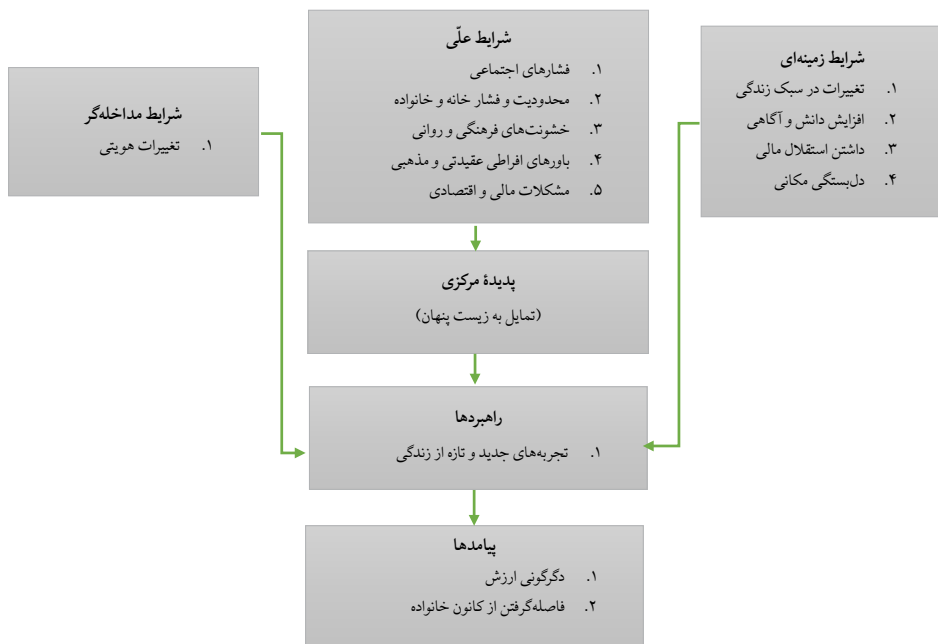 شرایط علّی
۱. فشارهای اجتماعی
۲. محدودیت و فشار خانه و خانواده
۳. خشونت‌های فرهنگی و روانی
۴. باورهای افراطی عقیدتی و مذهبی
۵. مشکلات مالی و اقتصادی
شرایط زمینه‌ای
۱. تغییرات در سبک زندگی
۲. افزایش دانش و آگاهی
۳. داشتن استقلال مالی
۴. دل‌بستگی مکانی
شرایط مداخله‌گر
۱. تغییرات هویتی
پدیدۀ مرکزی
(تمایل به زیست پنهان)
راهبردها
۱. تجربه‌های جدید و تازه از زندگی
پیامدها
۱. دگرگونی ارزش
۲. فاصله‌گرفتن از کانون خانواده